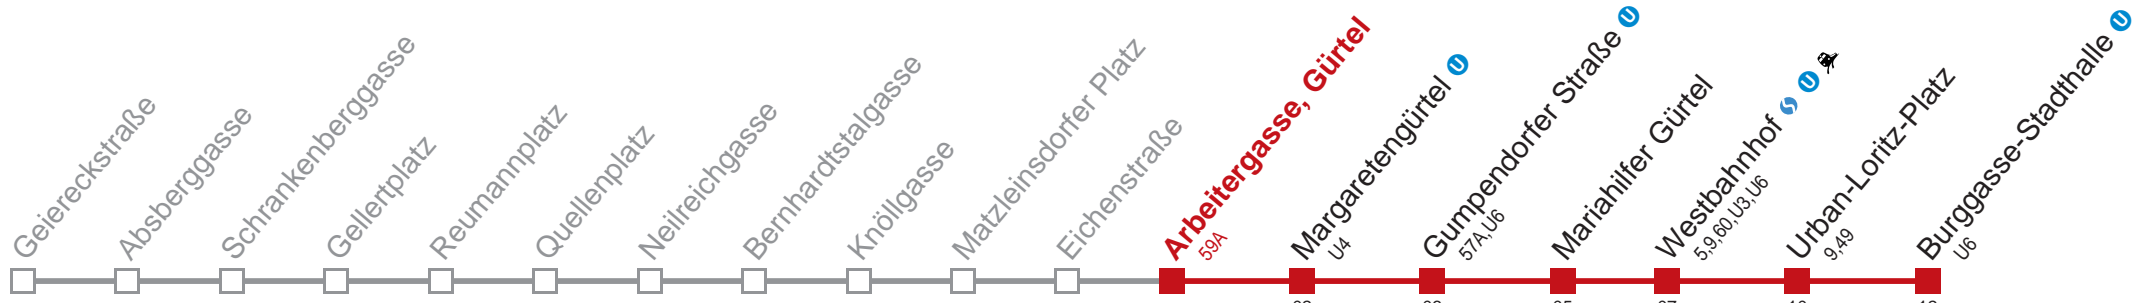 Geiereckstraße
Absberggasse
Schrankenberggasse
Gellertplatz
Reumannplatz
Quellenplatz
Neilreichgasse
Bernhardtstalgasse
Knöllgasse
Matzleinsdorfer Platz
Eichenstraße
Arbeitergasse, Gürtel
59A
Margaretengürtel U
U4
Gumpendorfer Straße U
57A,U6
Mariahilfer Gürtel
Westbahnhof S U
5,9,60,U3,U6
Urban-Loritz-Platz
9,49
Burggasse-Stadthalle U
U6